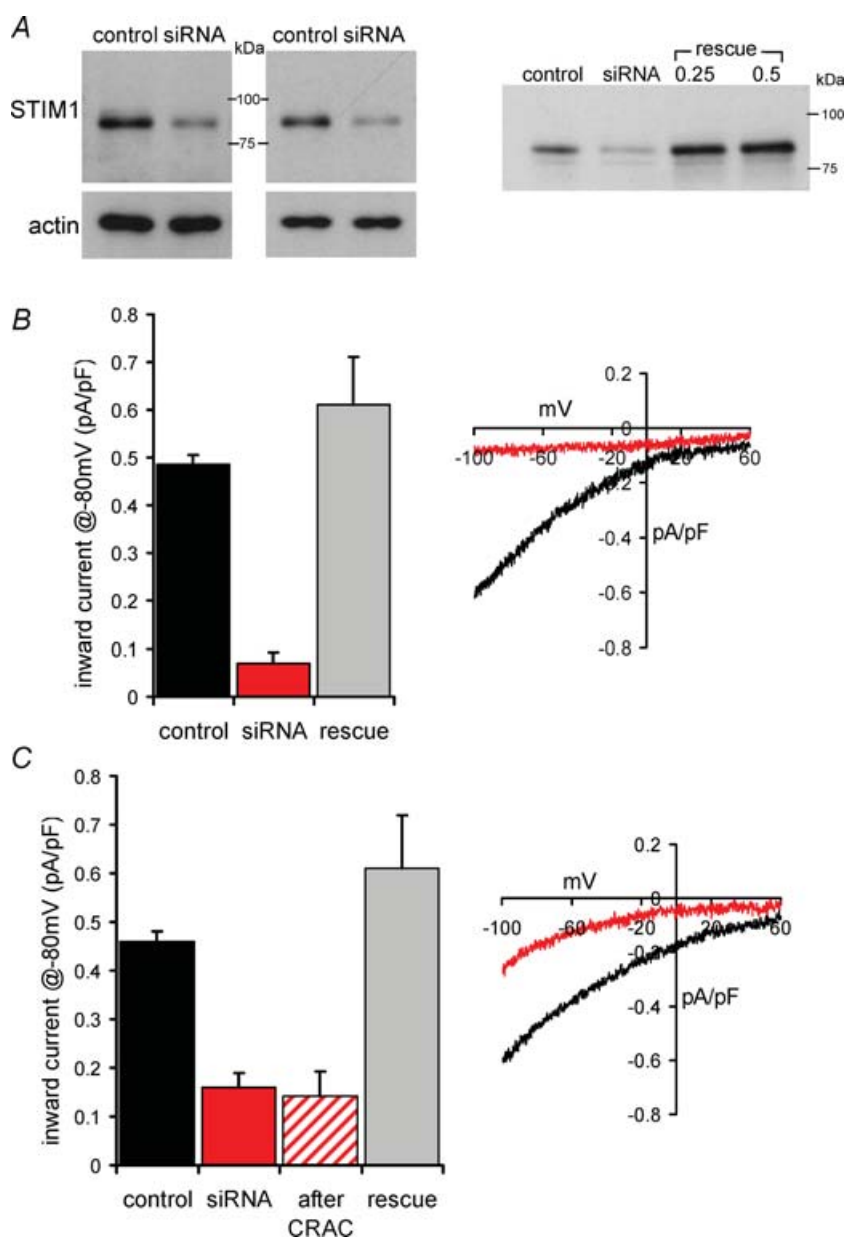 A
control siRNA
kDa
control siRNA
STIM1
100
75
actin
rescue
control siRNA 0.25 0.5
kDa
100
75
B
inward current @-80mV (pA/pF)
0.8
0.7
0.6
0.5
0.4
0.3
0.2
0.1
0
control siRNA rescue
0.2
mV
0
-100 -60 -20 20 60
-0.2
-0.4
pA/pF
-0.6
-0.8
C
inward current @-80mV (pA/pF)
0.8
0.7
0.6
0.5
0.4
0.3
0.2
0.1
0
control siRNA after rescue
CRAC
0.2
mV
0
-100 -60 -20 20 60
-0.2
-0.4
pA/pF
-0.6
-0.8